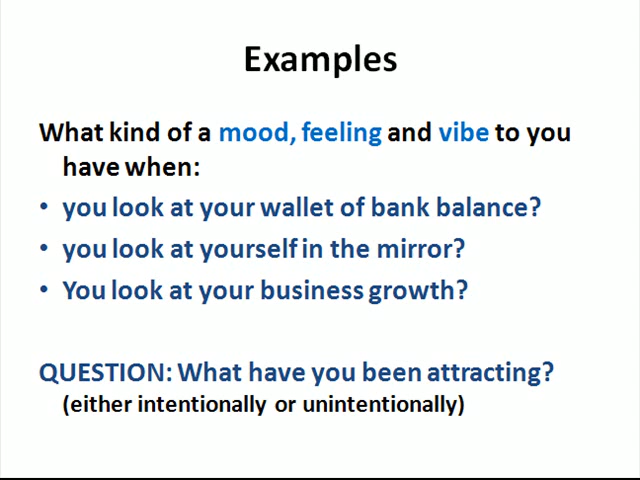 Examples
What kind of a mood, feeling and vibe to you
have when:
• you look at your wallet of bank balance?
• you look at yourself in the mirror?
• You look at your business growth?
QUESTION: What have you been attracting?
(either intentionally or unintentionally)